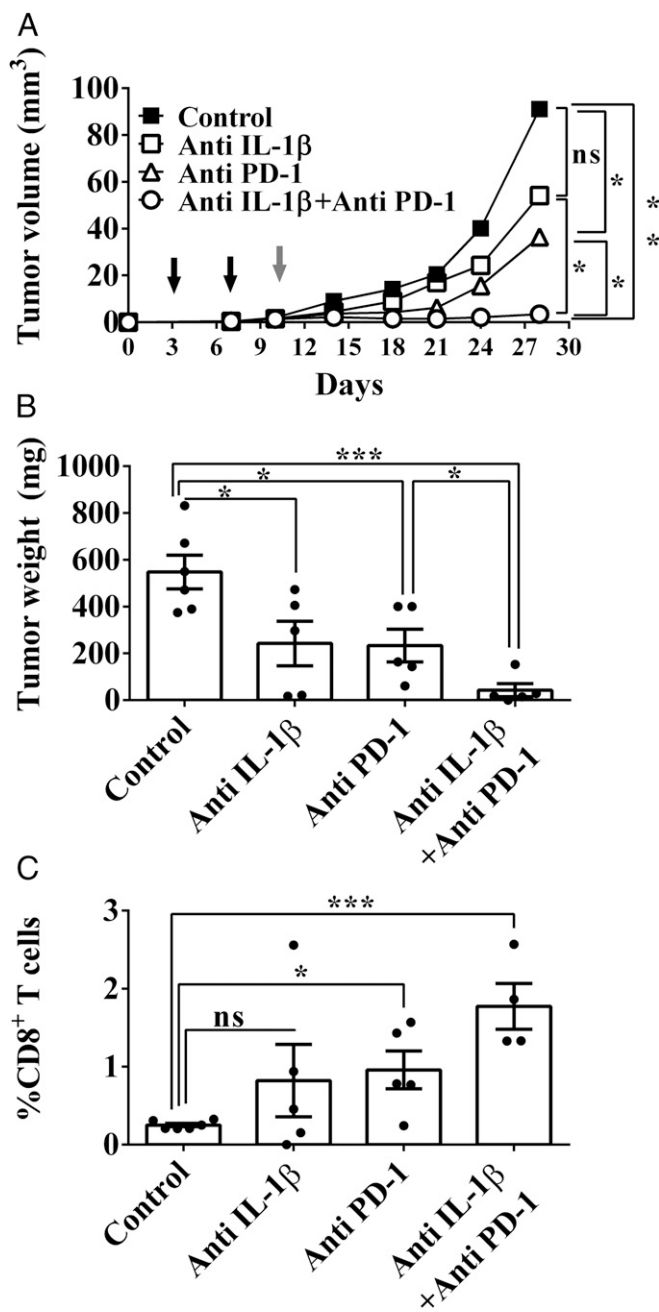 A
Tumor volume (mm³)
100
80
60
40
20
0
Control
Anti IL-1β
Anti PD-1
Anti IL-1β+Anti PD-1
ns
*
*
*
*
*
0 3 6 9 12 15 18 21 24 27 30
Days
B
Tumor weight (mg)
1000
800
600
400
200
0
***
*
*
*
Control
Anti IL-1β
Anti PD-1
Anti IL-1β
+Anti PD-1
C
%CD8⁺ T cells
3
2
1
0
***
*
ns
Control
Anti IL-1β
Anti PD-1
Anti IL-1β
+Anti PD-1